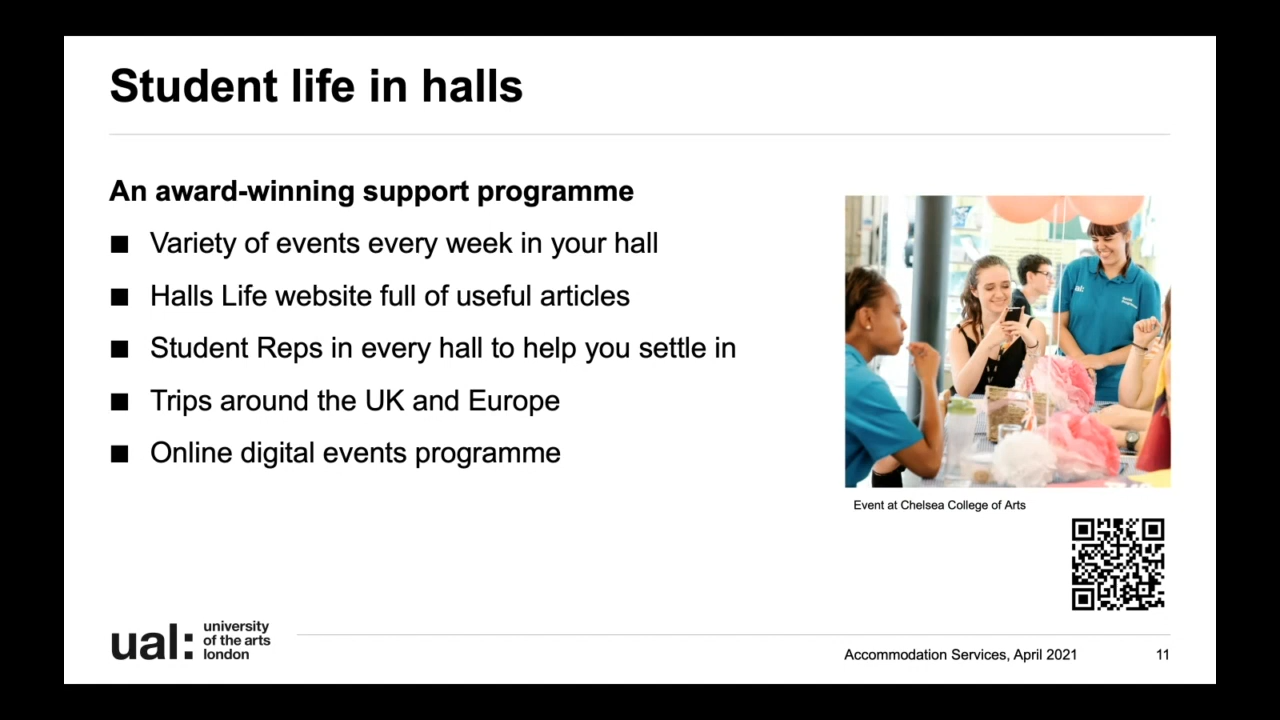 Student life in halls
An award-winning support programme
■ Variety of events every week in your hall
■ Halls Life website full of useful articles
■ Student Reps in every hall to help you settle in
■ Trips around the UK and Europe
■ Online digital events programme
ual:
Event at Chelsea College of Arts
ual:
university
of the arts
london
Accommodation Services, April 2021
11